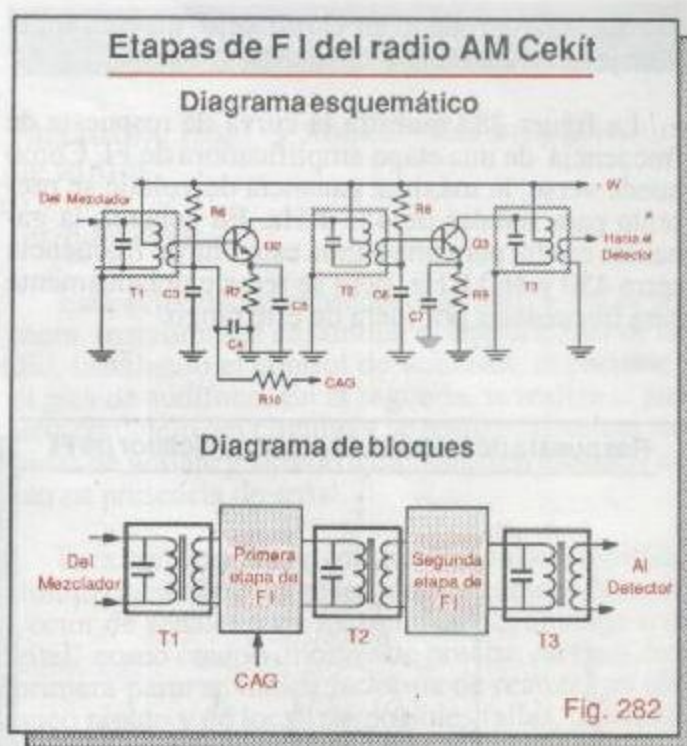 Etapas de F I del radio AM Cekít
Diagrama esquemático
Del Mezclador
R6
R8
9V
Q2
Q3
Hacia el
Detector
T1
C3
R7
C5
T2
C6
C7
R9
T3
C4
R10
CAG
Diagrama de bloques
Del
Mezclador
Primera
etapa de
F I
Segunda
etapa de
F I
Al
Detector
T1
T2
T3
CAG
Fig. 282